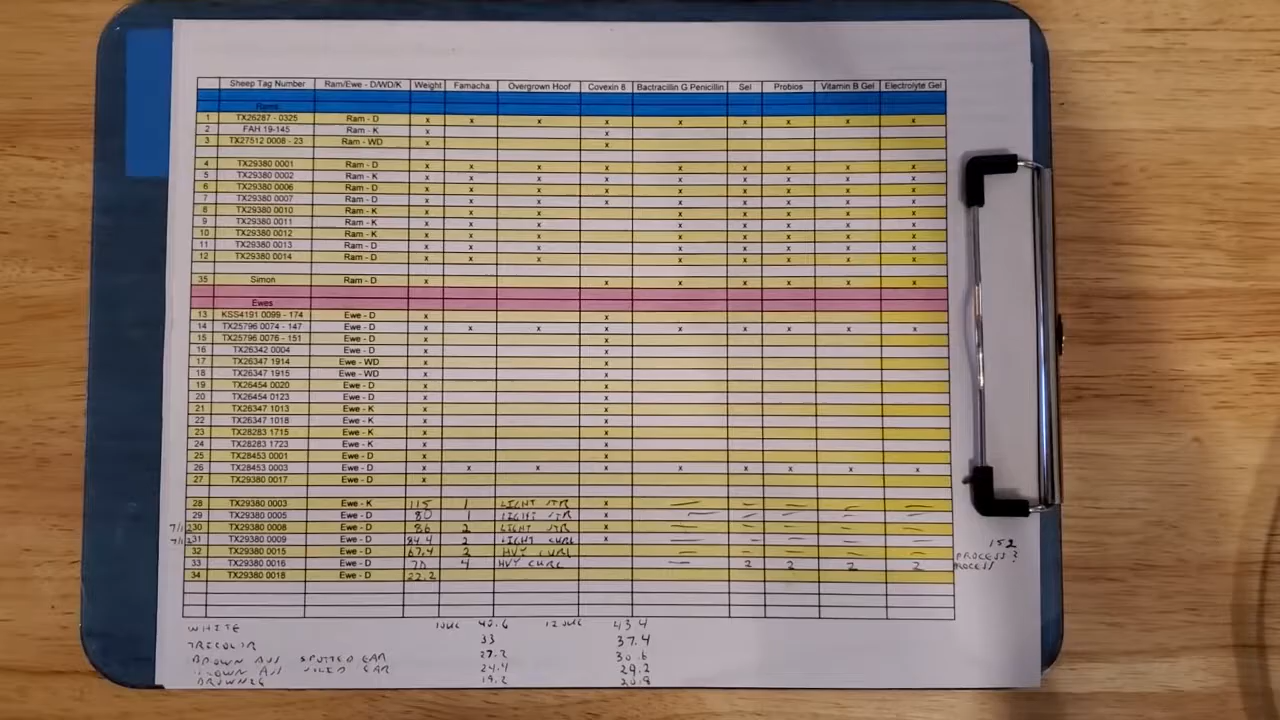 Sheep Tag Number Ram/Ewe - D/WD/K Weight Famacha Overgrown Hoof Covexin 8 Bactracillin G Penicillin Sel Probios Vitamin B Gel Electrolyte Gel
Rams
1 TX26287 - 0325 Ram - D x x x x x x x x x
2 FAH 19-145 Ram - K x x
3 TX27512 0008 - 23 Ram - WD x x
4 TX29380 0001 Ram - D x x x x x x x x x
5 TX29380 0002 Ram - K x x x x x x x x x
6 TX29380 0006 Ram - D x x x x x x x x x
7 TX29380 0007 Ram - D x x x x x x x x x
8 TX29380 0010 Ram - K x x x x x x x x
9 TX29380 0011 Ram - K x x x x x x x x
10 TX29380 0012 Ram - K x x x x x x x x
11 TX29380 0013 Ram - D x x x x x x x x
12 TX29380 0014 Ram - D x x x x x x x x x
35 Simon Ram - D x x x x x x x
Ewes
13 KSS4191 0099 - 174 Ewe - D x x
14 TX25796 0074 - 147 Ewe - D x x x x x x x x x
15 TX25796 0076 - 151 Ewe - D x x
16 TX26342 0004 Ewe - D x x
17 TX26347 1914 Ewe - WD x x
18 TX26347 1915 Ewe - WD x x
19 TX26454 0020 Ewe - D x x
20 TX26454 0123 Ewe - D x x
21 TX26347 1013 Ewe - K x x
22 TX26347 1018 Ewe - K x x
23 TX28283 1715 Ewe - K x x
24 TX28283 1723 Ewe - K x x
25 TX28453 0001 Ewe - D x x
26 TX28453 0003 Ewe - D x x x x x x x x x
27 TX29380 0017 Ewe - D x
28 TX29380 0003 Ewe - K 115 1 LIGHT STR x — — — — —
29 TX29380 0005 Ewe - D 80 1 LIGHT STR x — — — — —
7/12 30 TX29380 0008 Ewe - D 86 2 LIGHT STR x — — — — —
7/12 31 TX29380 0009 Ewe - D 84.4 2 LIGHT CURL x — — — — —
152
32 TX29380 0015 Ewe - D 67.4 2 HVY CURL — — — — — PROCESS?
33 TX29380 0016 Ewe - D 4 HVY CURL — 2 2 2 2
34 TX29380 0018 Ewe - D 22.2
WHITE 12 JUL 43.4
TRICOLOR 33 37.4
BROWN SPOTTED EAR 27.2 30.6
EAR 24.4 29.2
19.2 20.8